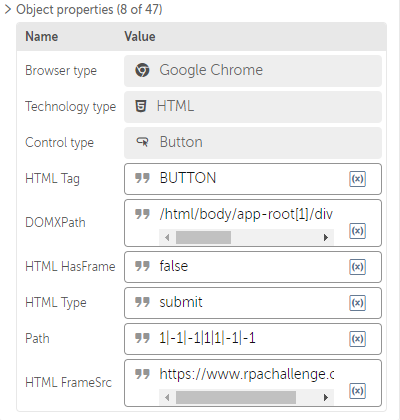 Object properties (8 of 47)
Name Value
Browser type Google Chrome
Technology type HTML
Control type Button
HTML Tag BUTTON (x)
DOMXPath /html/body/app-root[1]/div (x)
HTML HasFrame false (x)
HTML Type submit (x)
Path 1|-1|-1|1|1|-1|-1 (x)
HTML FrameSrc https://www.rpachallenge.c (x)